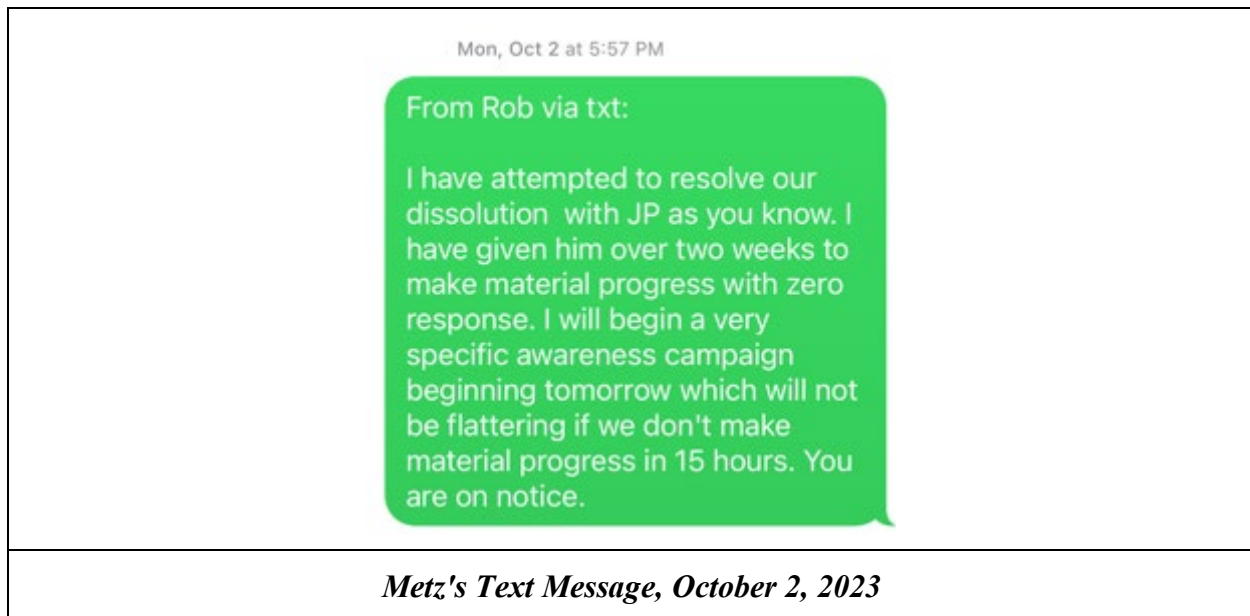 Mon, Oct 2 at 5:57 PM
From Rob via txt:
I have attempted to resolve our
dissolution  with JP as you know. I
have given him over two weeks to
make material progress with zero
response. I will begin a very
specific awareness campaign
beginning tomorrow which will not
be flattering if we don't make
material progress in 15 hours. You
are on notice.
Metz's Text Message, October 2, 2023